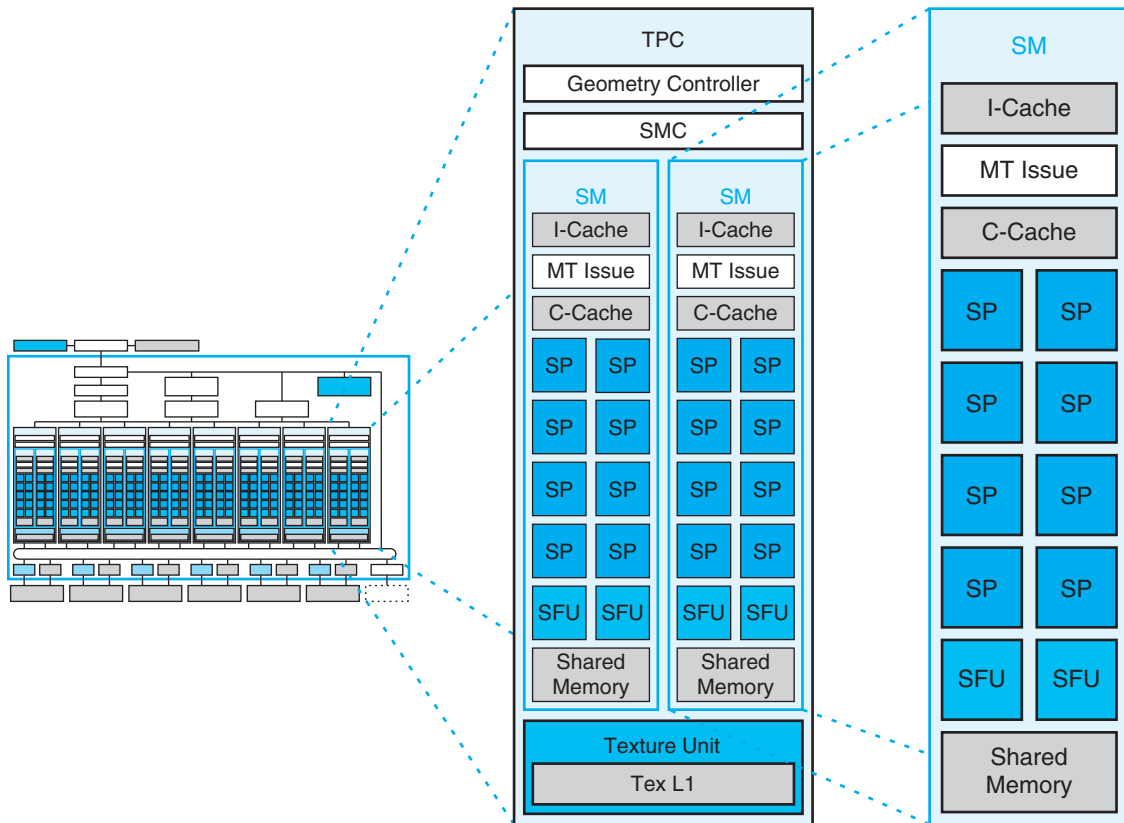 TPC
Geometry Controller
SMC
SM
I-Cache
MT Issue
C-Cache
SP SP
SP SP
SP SP
SP SP
SFU SFU
Shared
Memory
SM
I-Cache
MT Issue
C-Cache
SP SP
SP SP
SP SP
SP SP
SFU SFU
Shared
Memory
Texture Unit
Tex L1
SM
I-Cache
MT Issue
C-Cache
SP SP
SP SP
SP SP
SP SP
SFU SFU
Shared
Memory